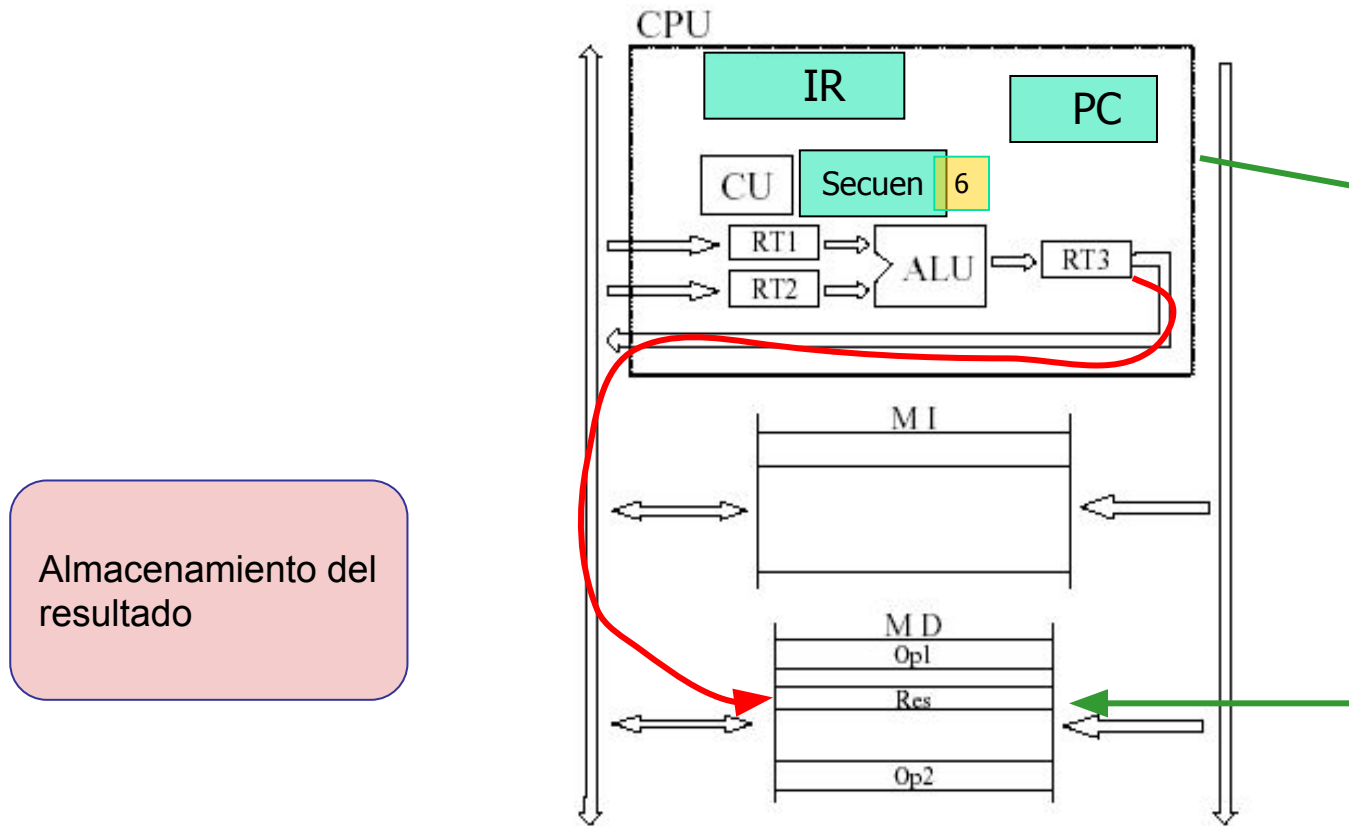 CPU
IR
PC
CU
Secuen
6
RT1
RT2
ALU
RT3
M I
Almacenamiento del
resultado
M D
Op1
Res
Op2